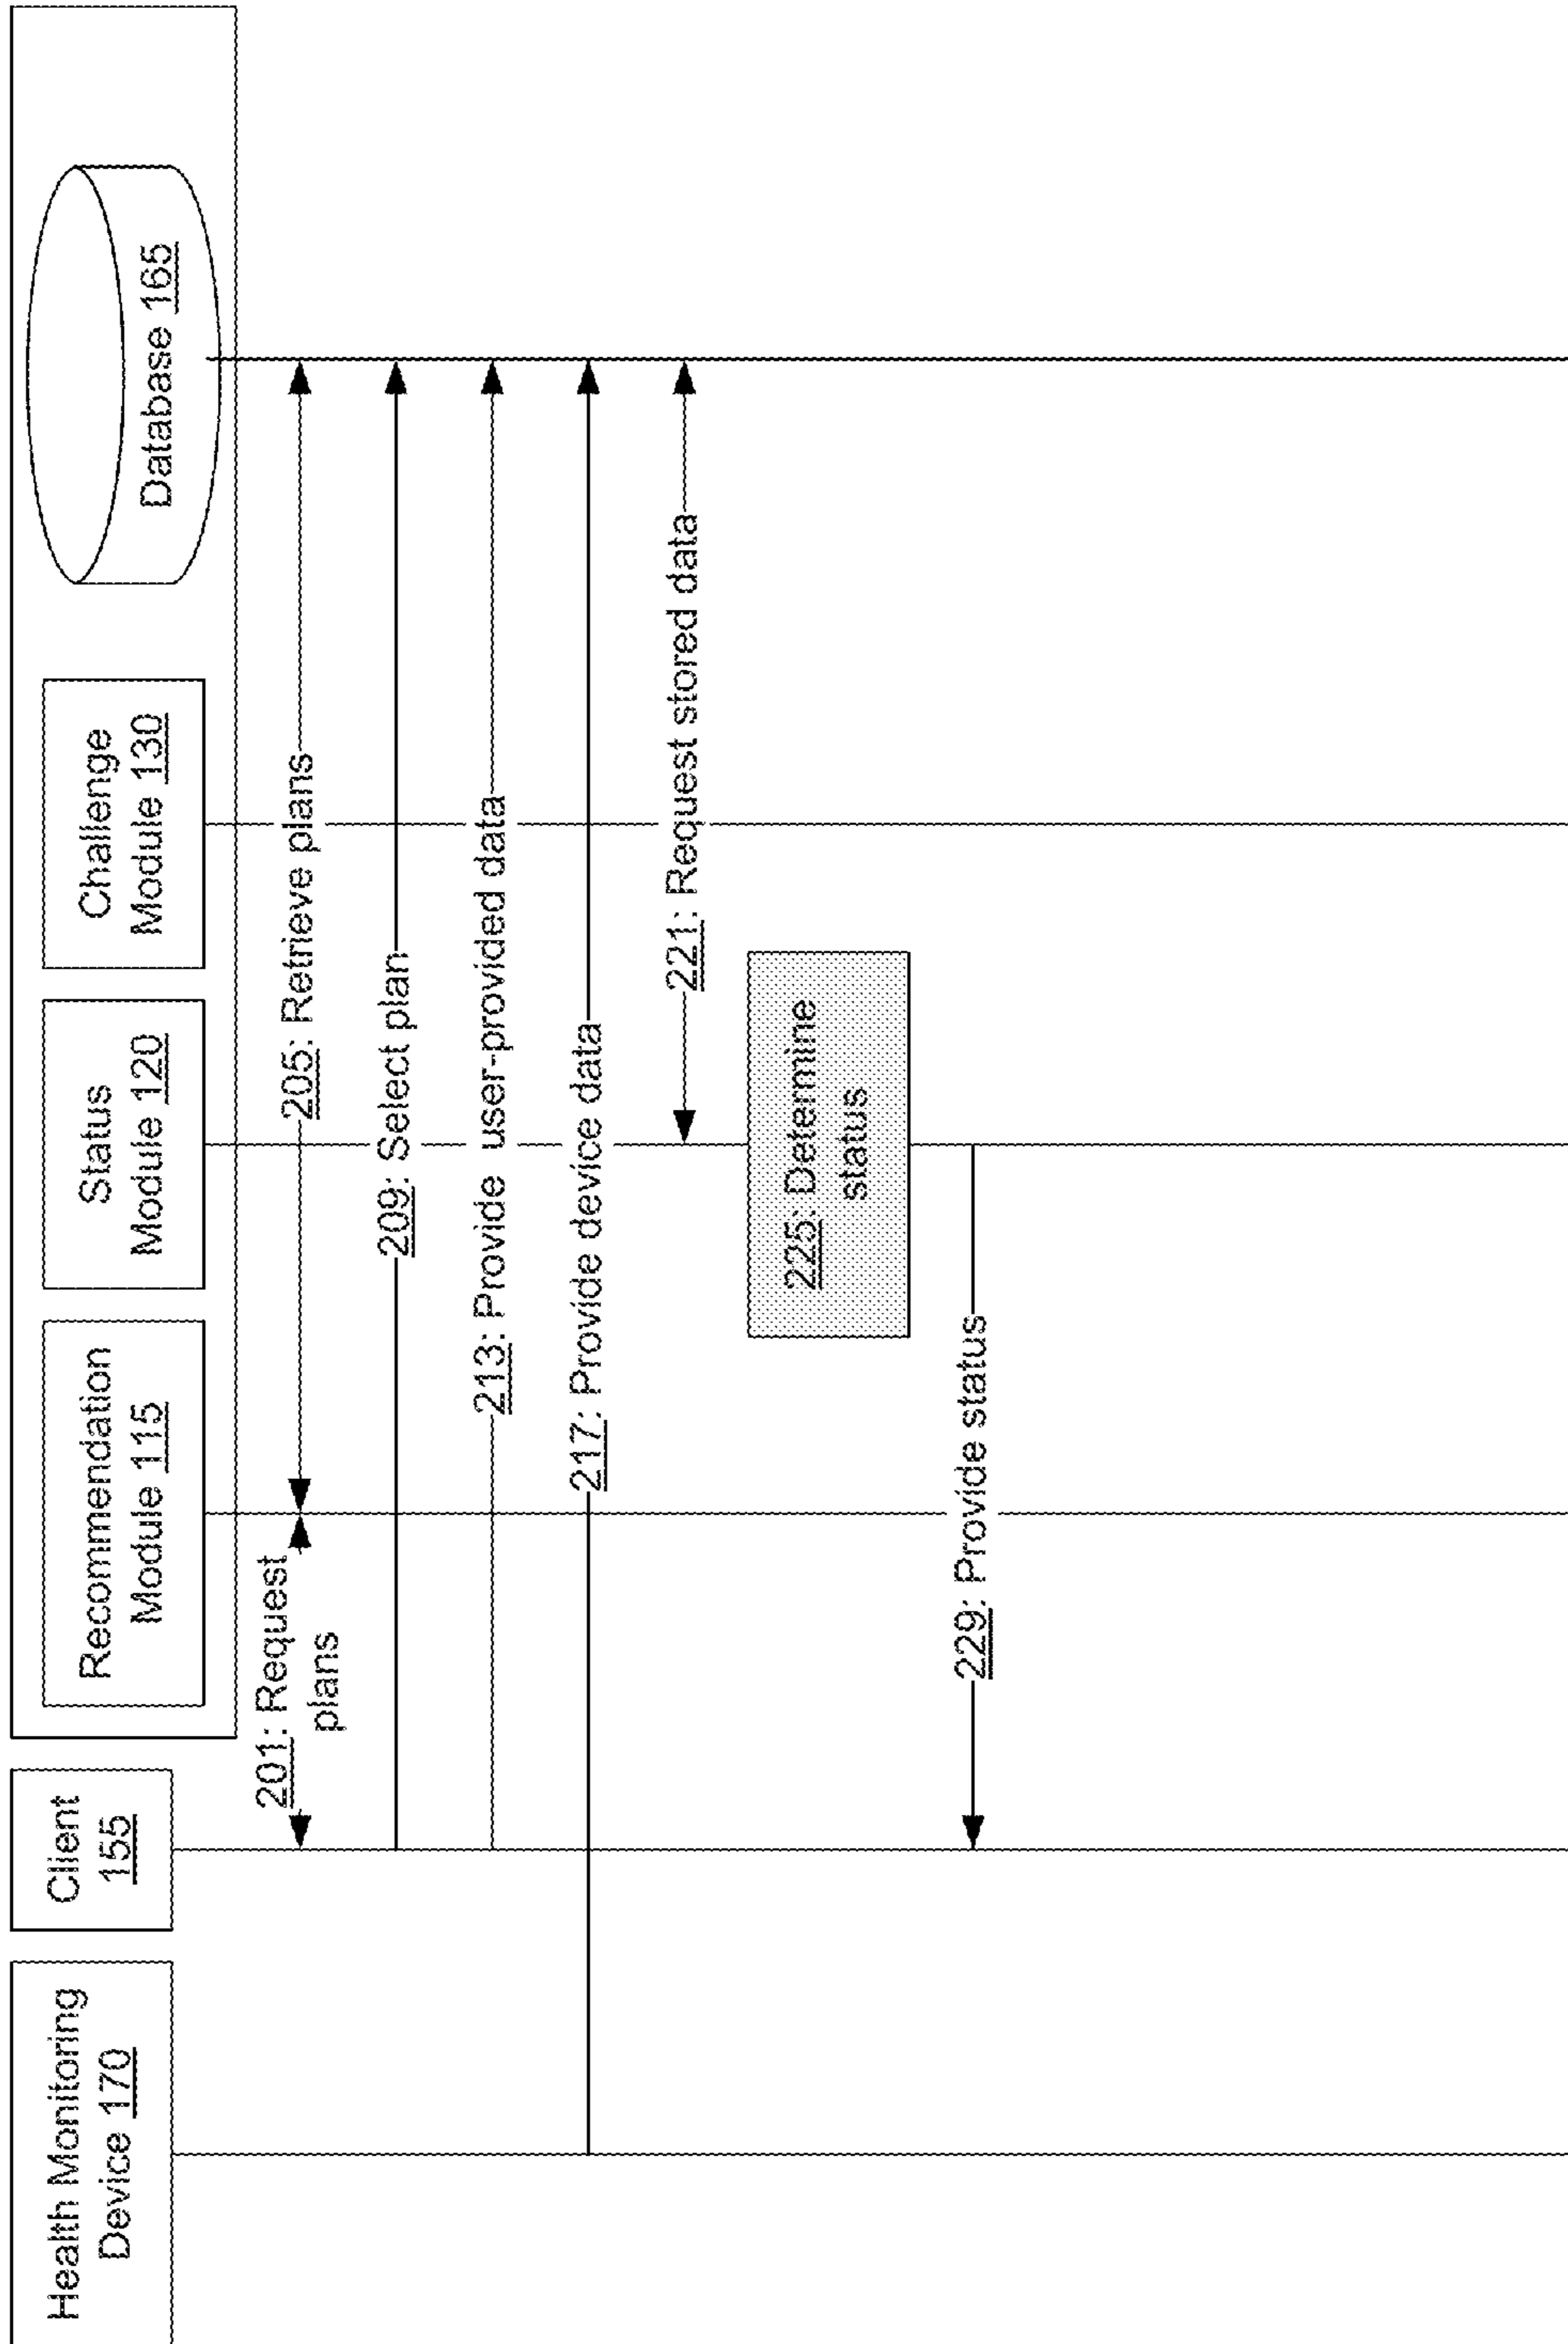 Health Monitoring
Device 170
Client
155
Recommendation
Module 115
Status
Module 120
Challenge
Module 130
Database 165
201: Request
plans
205: Retrieve plans
209: Select plan
213: Provide user-provided data
217: Provide device data
221: Request stored data
225: Determine
status
229: Provide status